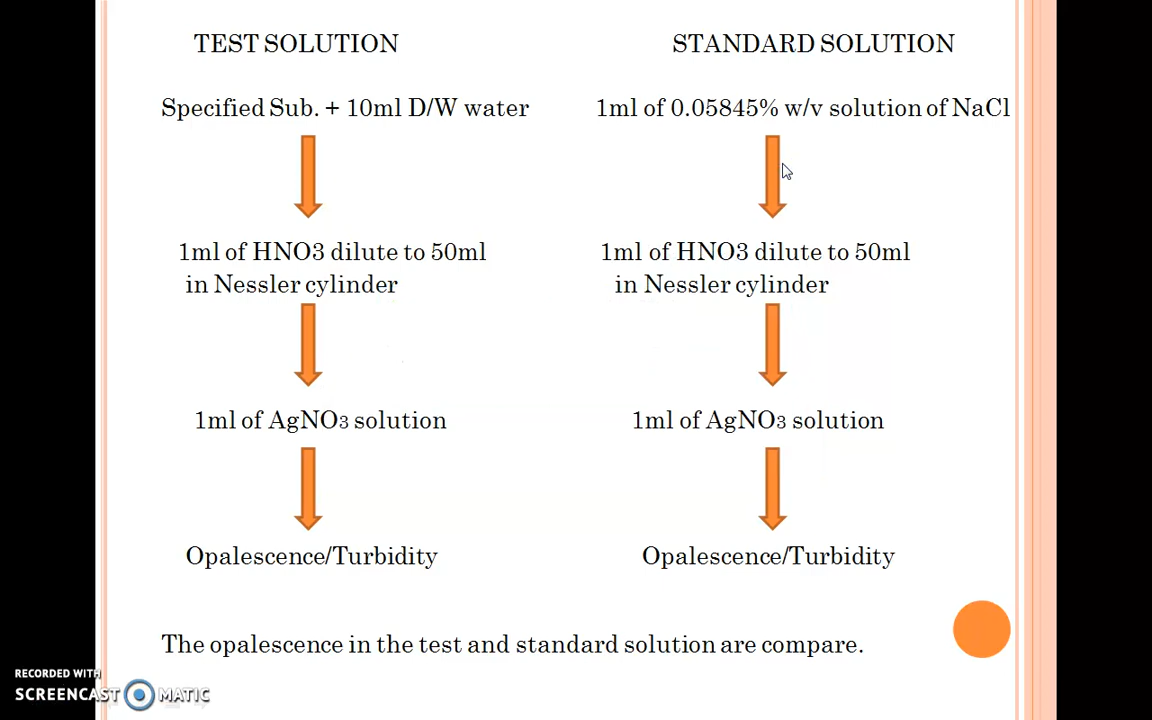 TEST SOLUTION
STANDARD SOLUTION
Specified Sub. + 10ml D/W water
1ml of 0.05845% w/v solution of NaCl
1ml of HNO3 dilute to 50ml
in Nessler cylinder
1ml of HNO3 dilute to 50ml
in Nessler cylinder
1ml of AgNO3 solution
1ml of AgNO3 solution
Opalescence/Turbidity
Opalescence/Turbidity
The opalescence in the test and standard solution are compare.
RECORDED WITH
SCREENCAST MATIC